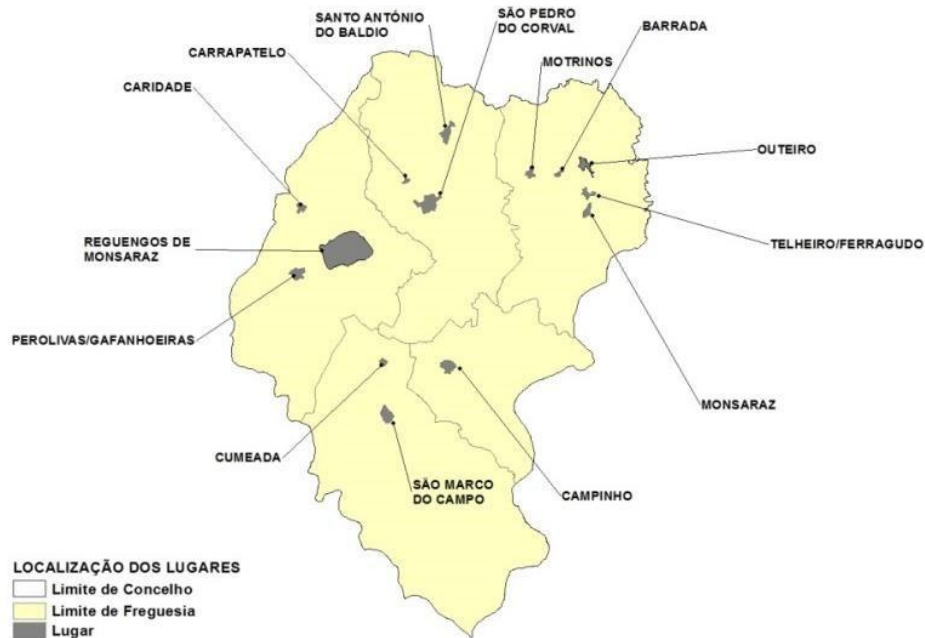 SANTO ANTÓNIO
DO BALDIO
SÃO PEDRO
DO CORVAL
BARRADA
CARRAPATELO
MOTRINOS
CARIDADE
OUTEIRO
REGUENGOS DE
MONSARAZ
TELHEIRO/FERRAGUDO
PEROLIVAS/GAFANHOEIRAS
MONSARAZ
CUMEADA
SÃO MARCO
DO CAMPO
CAMPINHO
LOCALIZAÇÃO DOS LUGARES
Limite de Concelho
Limite de Freguesia
Lugar